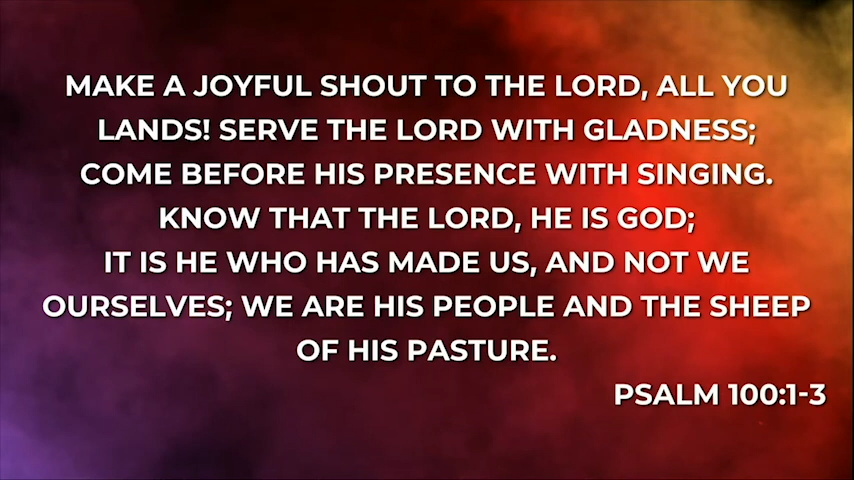 MAKE A JOYFUL SHOUT TO THE LORD, ALL YOU
LANDS! SERVE THE LORD WITH GLADNESS;
COME BEFORE HIS PRESENCE WITH SINGING.
KNOW THAT THE LORD, HE IS GOD;
IT IS HE WHO HAS MADE US, AND NOT WE
OURSELVES; WE ARE HIS PEOPLE AND THE SHEEP
OF HIS PASTURE.
PSALM 100:1-3